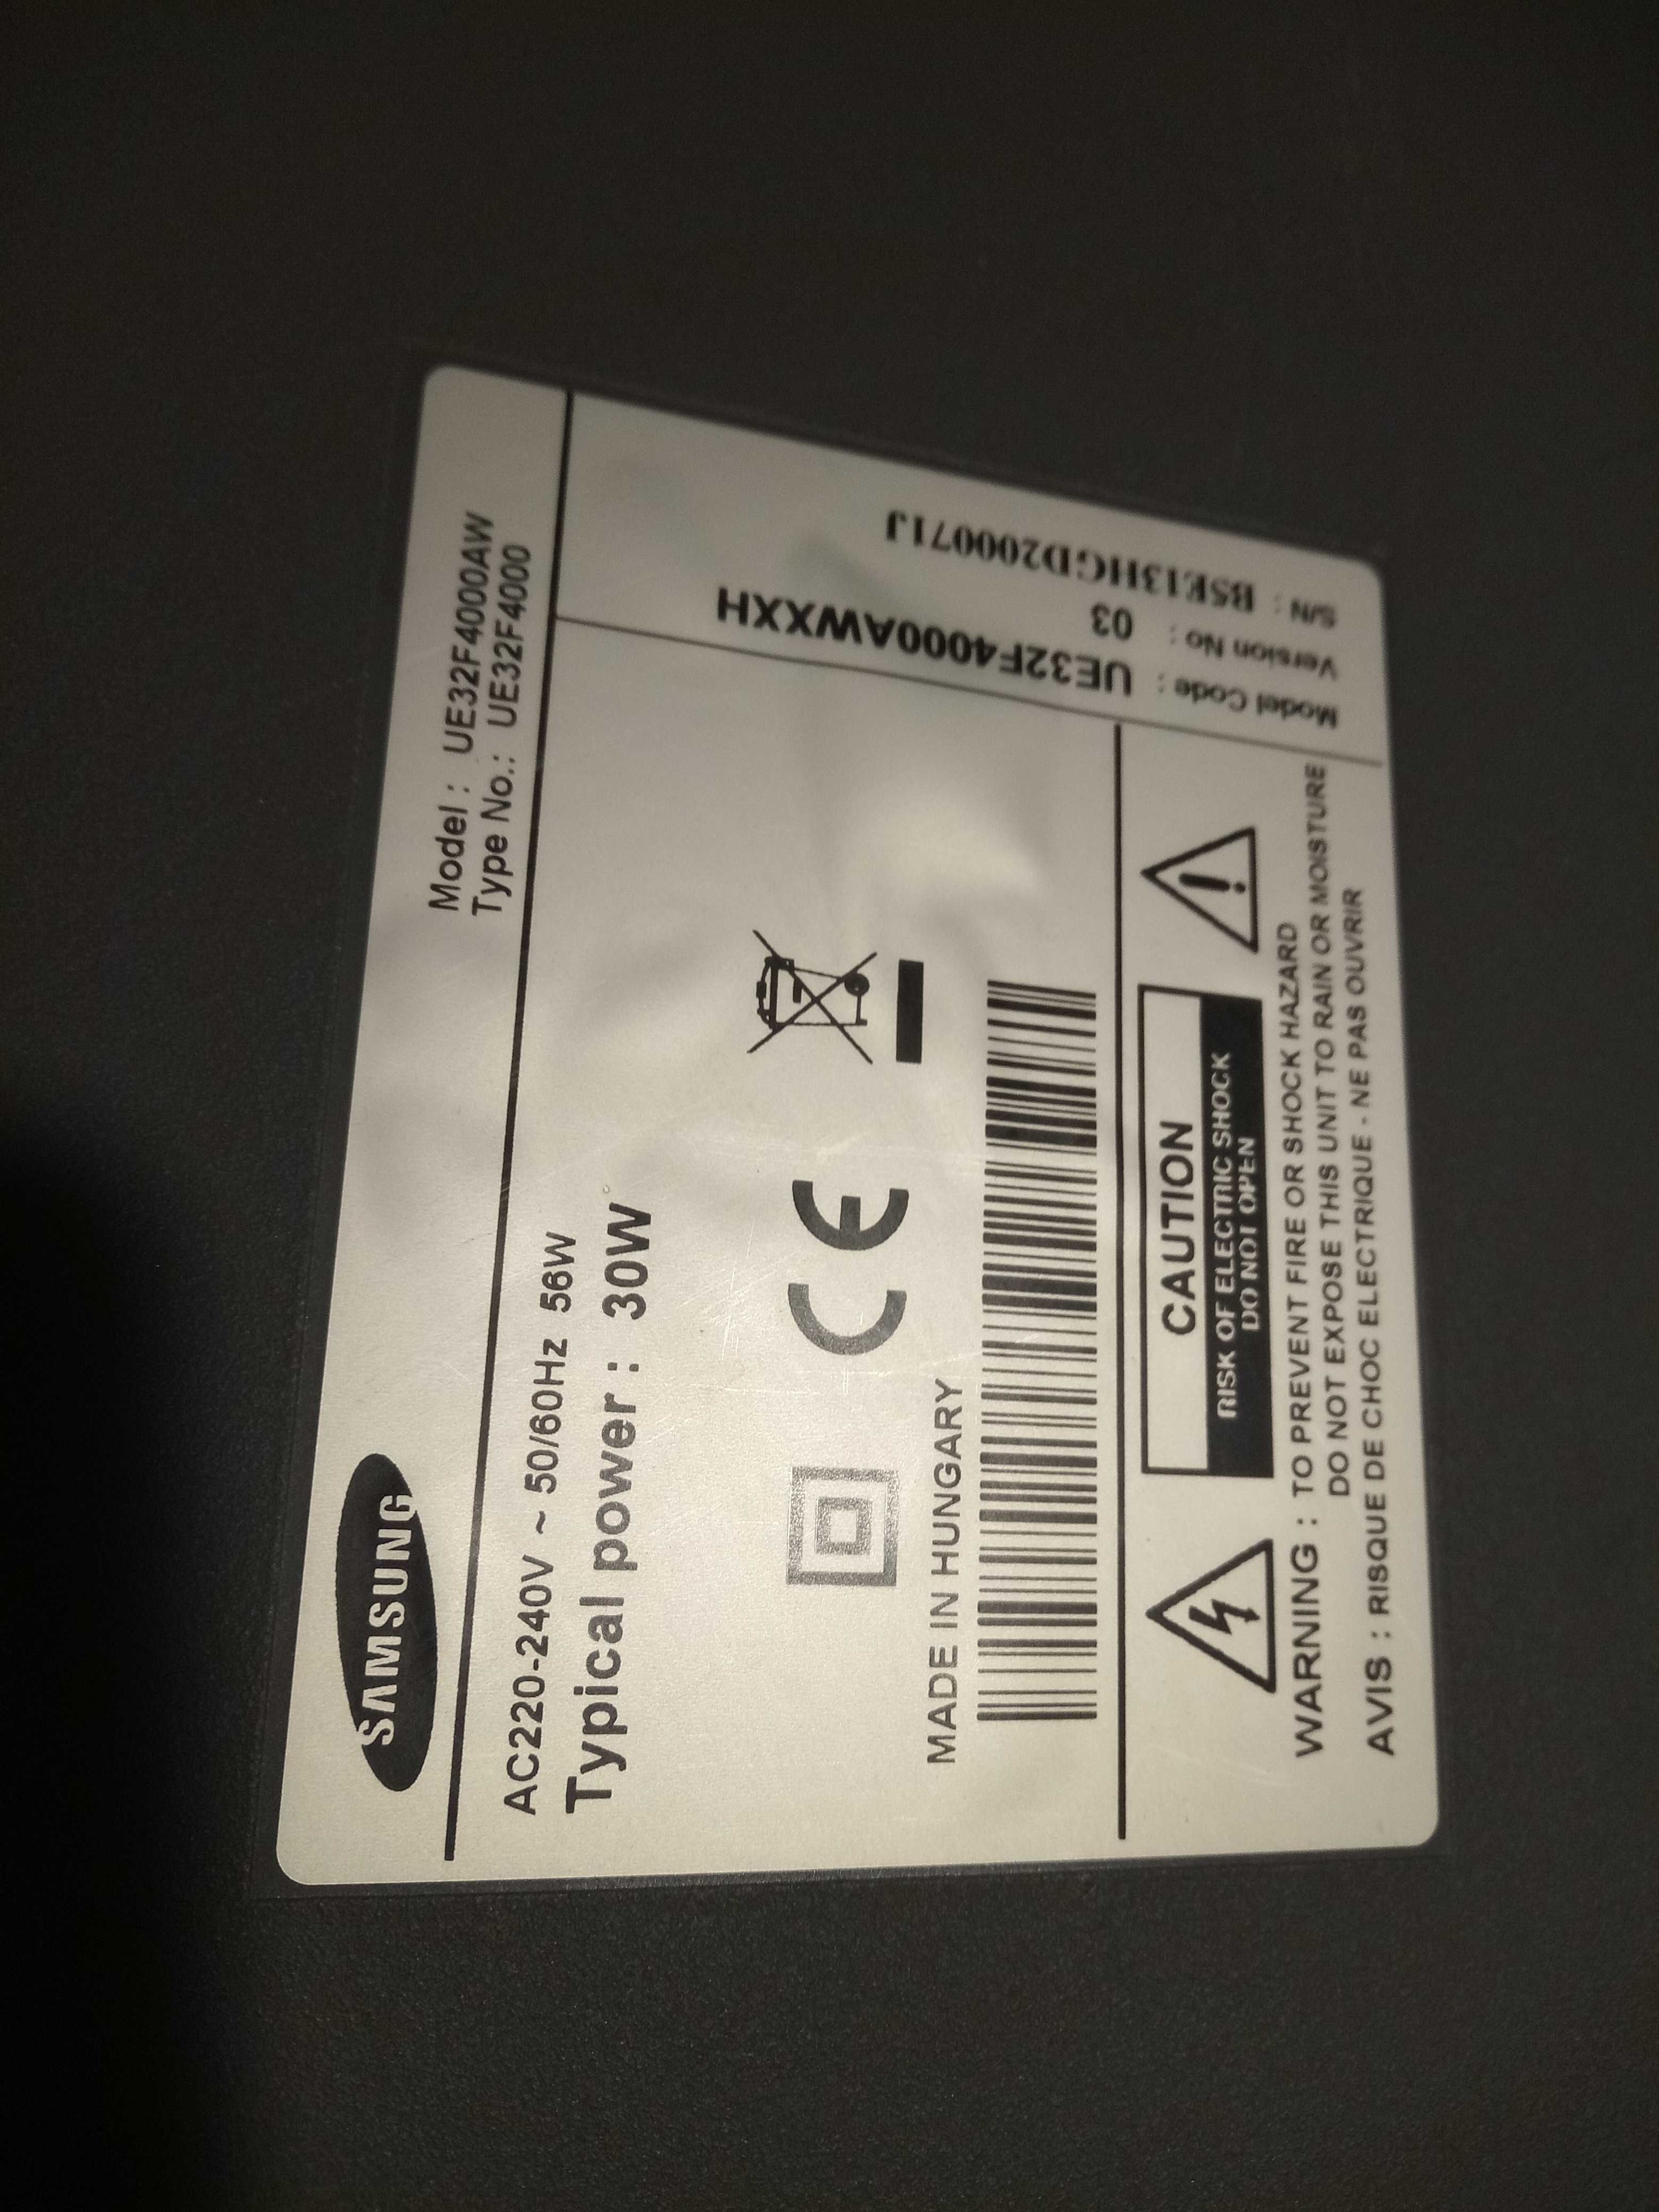 SAMSUNG
Model : UE32F4000AW
Type No.: UE32F4000
AC220-240V ~ 50/60Hz 56W
Typical power : 30W
CE
MADE IN HUNGARY
CAUTION
RISK OF ELECTRIC SHOCK
DO NOT OPEN
WARNING : TO PREVENT FIRE OR SHOCK HAZARD
DO NOT EXPOSE THIS UNIT TO RAIN OR MOISTURE
AVIS : RISQUE DE CHOC ELECTRIQUE - NE PAS OUVRIR
Model Code : UE32F4000AWXXH
Version No : 03
S/N : BSE13HGD200071J